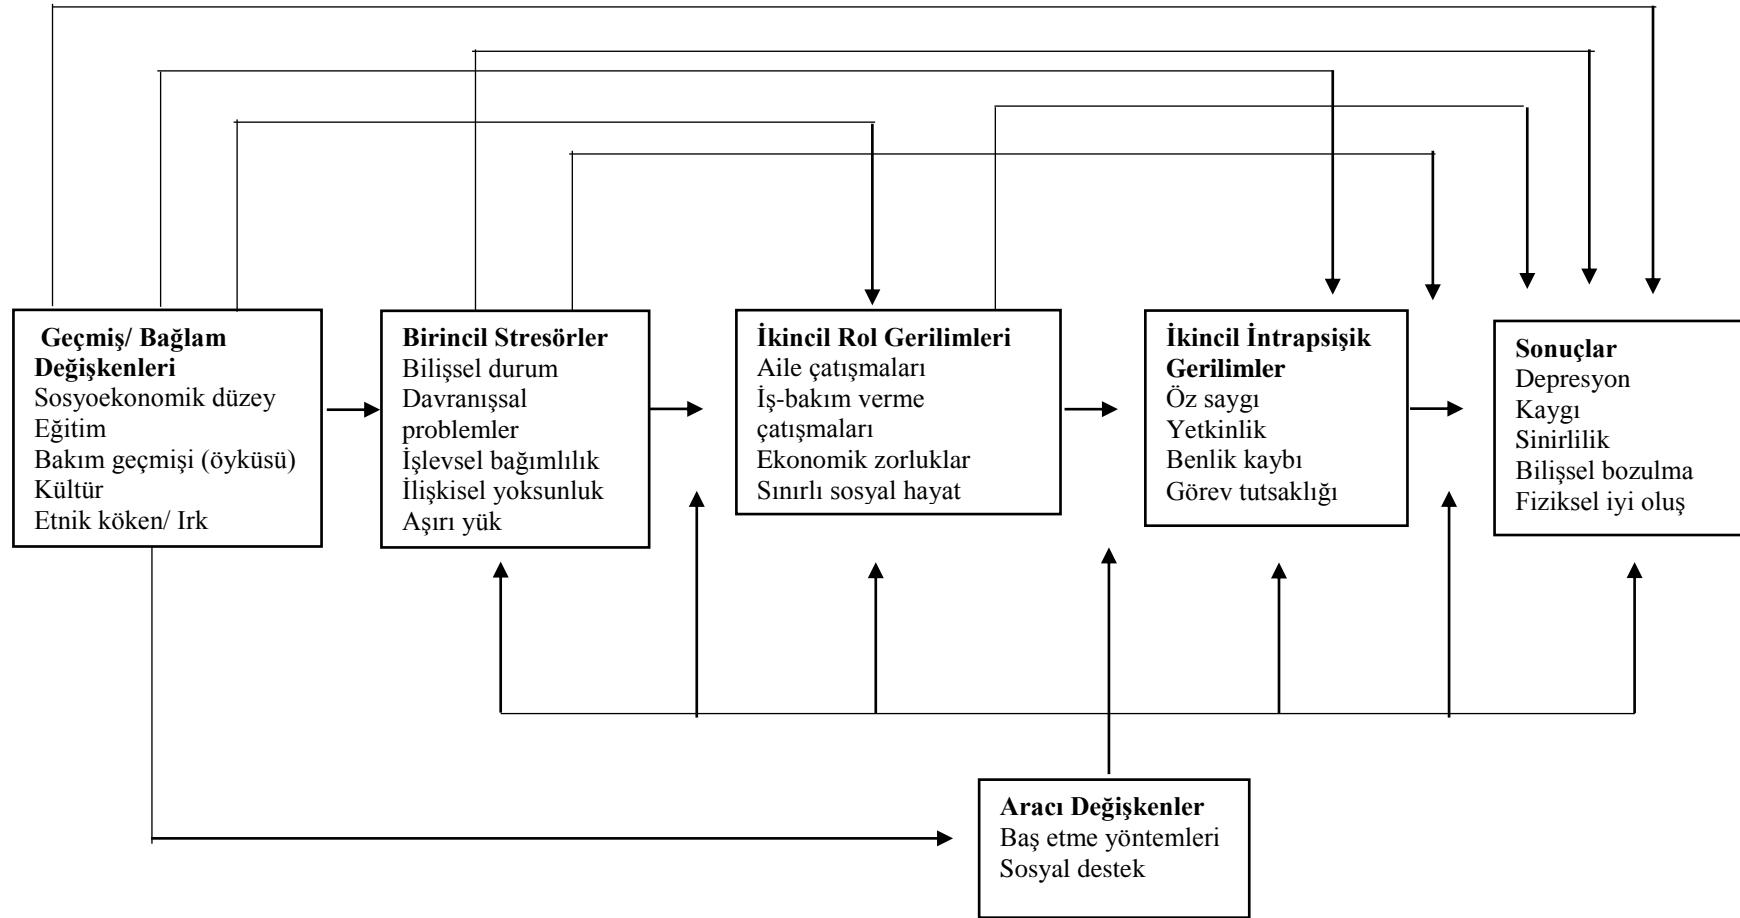 Geçmiş/ Bağlam
Değişkenleri
Sosyoekonomik düzey
Eğitim
Bakım geçmişi (öyküsü)
Kültür
Etnik köken/ Irk
Birincil Stresörler
Bilişsel durum
Davranışsal
problemler
İşlevsel bağımlılık
İlişkisel yoksunluk
Aşırı yük
İkincil Rol Gerilimleri
Aile çatışmaları
İş-bakım verme
çatışmaları
Ekonomik zorluklar
Sınırlı sosyal hayat
İkincil İntrapsişik
Gerilimler
Öz saygı
Yetkinlik
Benlik kaybı
Görev tutsaklığı
Sonuçlar
Depresyon
Kaygı
Sinirlilik
Bilişsel bozulma
Fiziksel iyi oluş
Aracı Değişkenler
Baş etme yöntemleri
Sosyal destek